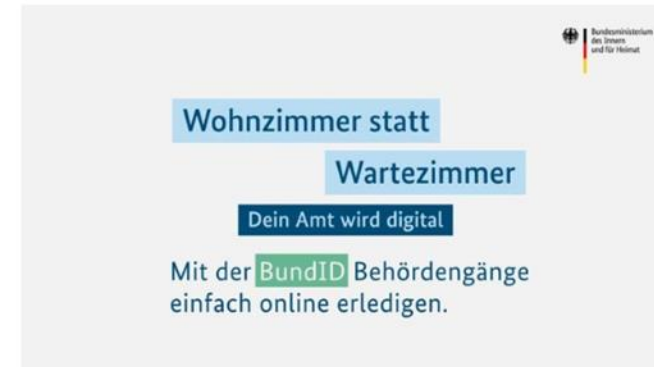 Bundesministerium
des Innern
und für Heimat
Wohnzimmer statt
Wartezimmer
Dein Amt wird digital
Mit der BundID Behördengänge
einfach online erledigen.